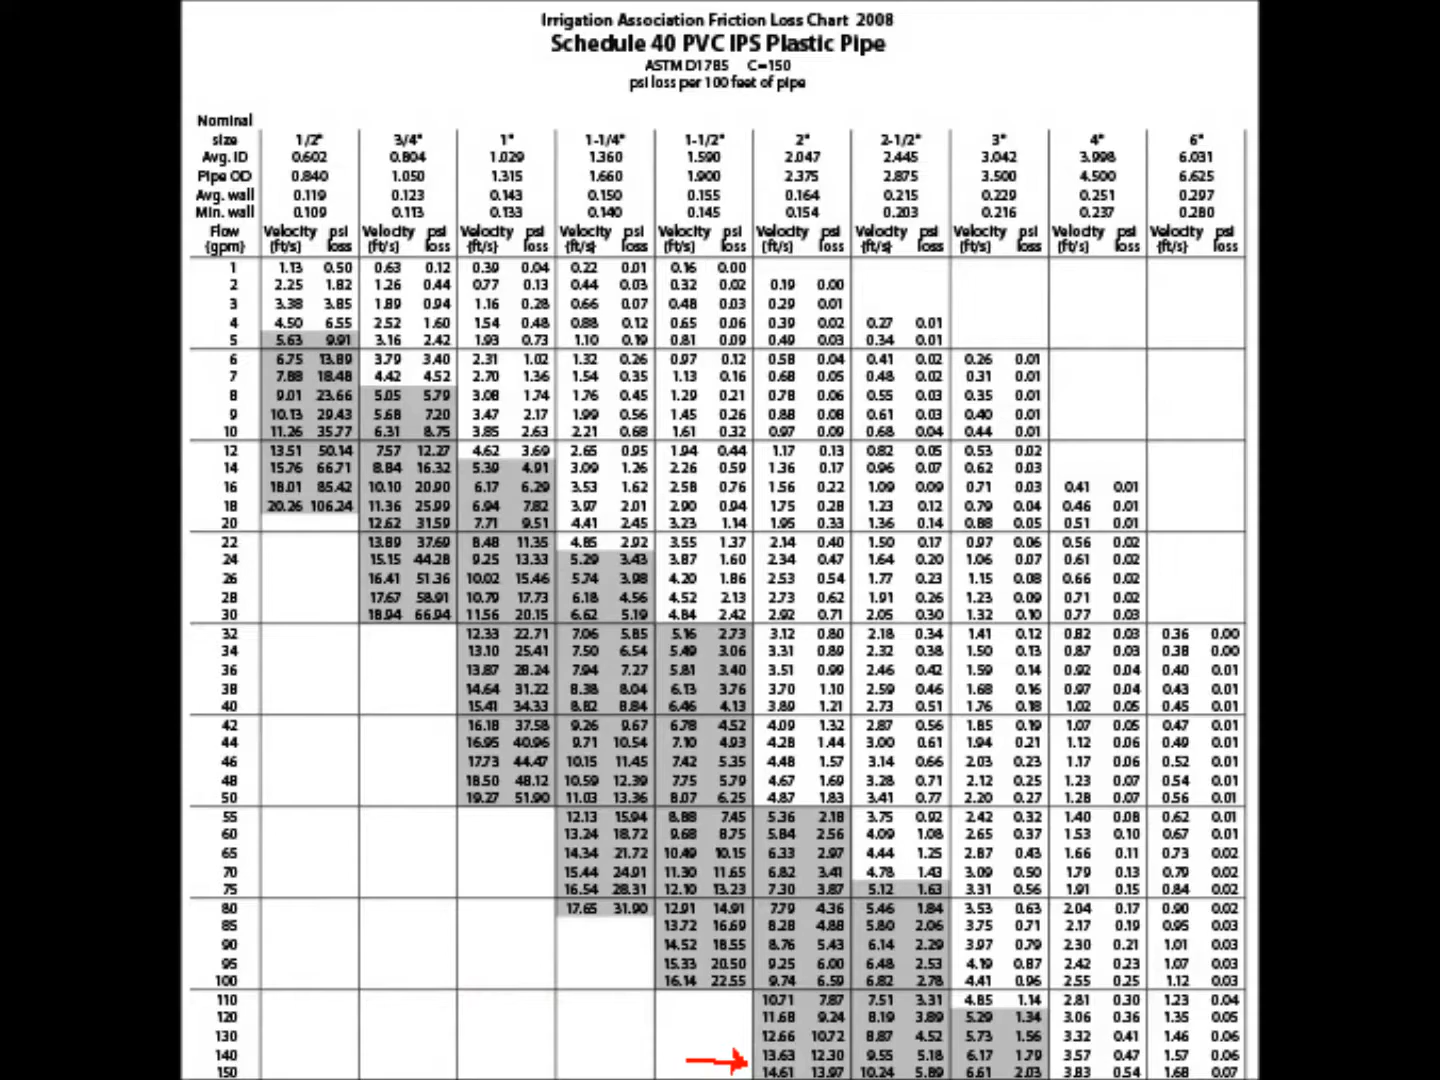 Irrigation Association Friction Loss Chart 2008
Schedule 40 PVC IPS Plastic Pipe
ASTM D1785 C=150
psi loss per 100 feet of pipe
Nominal
size 1/2" 3/4" 1" 1-1/4" 1-1/2" 2" 2-1/2" 3" 4" 6"
Avg. ID 0.602 0.804 1.029 1.360 1.590 2.047 2.445 3.042 3.998 6.031
Pipe OD 0.840 1.050 1.315 1.660 1.900 2.375 2.875 3.500 4.500 6.625
Avg. wall 0.119 0.123 0.143 0.150 0.155 0.164 0.215 0.229 0.251 0.297
Min. wall 0.109 0.113 0.133 0.140 0.145 0.154 0.203 0.216 0.237 0.280
Flow Velocity psi Velocity psi Velocity psi Velocity psi Velocity psi Velocity psi Velocity psi Velocity psi Velocity psi Velocity psi
(gpm) (ft/s) loss (ft/s) loss (ft/s) loss (ft/s) loss (ft/s) loss (ft/s) loss (ft/s) loss (ft/s) loss (ft/s) loss (ft/s) loss
1 1.13 0.50 0.63 0.12 0.39 0.04 0.22 0.01 0.16 0.00
2 2.25 1.82 1.26 0.44 0.77 0.13 0.44 0.03 0.32 0.02 0.19 0.00
3 3.38 3.85 1.89 0.94 1.16 0.28 0.66 0.07 0.48 0.03 0.29 0.01
4 4.50 6.55 2.52 1.60 1.54 0.48 0.88 0.12 0.65 0.06 0.39 0.02 0.27 0.01
5 5.63 9.91 3.16 2.42 1.93 0.73 1.10 0.19 0.81 0.09 0.49 0.03 0.34 0.01
6 6.75 13.89 3.79 3.40 2.31 1.02 1.32 0.26 0.97 0.12 0.58 0.04 0.41 0.02 0.26 0.01
7 7.88 18.48 4.42 4.52 2.70 1.36 1.54 0.35 1.13 0.16 0.68 0.05 0.48 0.02 0.31 0.01
8 9.01 23.66 5.05 5.79 3.08 1.74 1.76 0.45 1.29 0.21 0.78 0.06 0.55 0.03 0.35 0.01
9 10.13 29.43 5.68 7.20 3.47 2.17 1.99 0.56 1.45 0.26 0.88 0.08 0.61 0.03 0.40 0.01
10 11.26 35.77 6.31 8.75 3.85 2.63 2.21 0.68 1.61 0.32 0.97 0.09 0.68 0.04 0.44 0.01
12 13.51 50.14 7.57 12.27 4.62 3.69 2.65 0.95 1.94 0.44 1.17 0.13 0.82 0.05 0.53 0.02
14 15.76 66.71 8.84 16.32 5.39 4.91 3.09 1.26 2.26 0.59 1.36 0.17 0.96 0.07 0.62 0.03
16 18.01 85.42 10.10 20.90 6.17 6.29 3.53 1.62 2.58 0.76 1.56 0.22 1.09 0.09 0.71 0.03 0.41 0.01
18 20.26 106.24 11.36 25.99 6.94 7.82 3.97 2.01 2.90 0.94 1.75 0.28 1.23 0.12 0.79 0.04 0.46 0.01
20 12.62 31.59 7.71 9.51 4.41 2.45 3.23 1.14 1.95 0.33 1.36 0.14 0.88 0.05 0.51 0.01
22 13.89 37.69 8.48 11.35 4.85 2.92 3.55 1.37 2.14 0.40 1.50 0.17 0.97 0.06 0.56 0.02
24 15.15 44.28 9.25 13.33 5.29 3.43 3.87 1.60 2.34 0.47 1.64 0.20 1.06 0.07 0.61 0.02
26 16.41 51.36 10.02 15.46 5.74 3.98 4.20 1.86 2.53 0.54 1.77 0.23 1.15 0.08 0.66 0.02
28 17.67 58.91 10.79 17.73 6.18 4.56 4.52 2.13 2.73 0.62 1.91 0.26 1.23 0.09 0.71 0.02
30 18.94 66.94 11.56 20.15 6.62 5.19 4.84 2.42 2.92 0.71 2.05 0.30 1.32 0.10 0.77 0.03
32 12.33 22.71 7.06 5.85 5.16 2.73 3.12 0.80 2.18 0.34 1.41 0.12 0.82 0.03 0.36 0.00
34 13.10 25.41 7.50 6.54 5.49 3.06 3.31 0.89 2.32 0.38 1.50 0.13 0.87 0.03 0.38 0.00
36 13.87 28.24 7.94 7.27 5.81 3.40 3.51 0.99 2.46 0.42 1.59 0.14 0.92 0.04 0.40 0.01
38 14.64 31.22 8.38 8.04 6.13 3.76 3.70 1.10 2.59 0.46 1.68 0.16 0.97 0.04 0.43 0.01
40 15.41 34.33 8.82 8.84 6.46 4.13 3.89 1.21 2.73 0.51 1.76 0.18 1.02 0.05 0.45 0.01
42 16.18 37.58 9.26 9.67 6.78 4.52 4.09 1.32 2.87 0.56 1.85 0.19 1.07 0.05 0.47 0.01
44 16.95 40.96 9.71 10.54 7.10 4.93 4.28 1.44 3.00 0.61 1.94 0.21 1.12 0.06 0.49 0.01
46 17.73 44.47 10.15 11.45 7.42 5.35 4.48 1.57 3.14 0.66 2.03 0.23 1.17 0.06 0.52 0.01
48 18.50 48.12 10.59 12.39 7.75 5.79 4.67 1.69 3.28 0.71 2.12 0.25 1.23 0.07 0.54 0.01
50 19.27 51.90 11.03 13.36 8.07 6.25 4.87 1.83 3.41 0.77 2.20 0.27 1.28 0.07 0.56 0.01
55 12.13 15.94 8.88 7.45 5.36 2.18 3.75 0.92 2.42 0.32 1.40 0.08 0.62 0.01
60 13.24 18.72 9.68 8.75 5.84 2.56 4.09 1.08 2.65 0.37 1.53 0.10 0.67 0.01
65 14.34 21.72 10.49 10.15 6.33 2.97 4.44 1.25 2.87 0.43 1.66 0.11 0.73 0.02
70 15.44 24.91 11.30 11.65 6.82 3.41 4.78 1.43 3.09 0.50 1.79 0.13 0.79 0.02
75 16.54 28.31 12.10 13.23 7.30 3.87 5.12 1.63 3.31 0.56 1.91 0.15 0.84 0.02
80 17.65 31.90 12.91 14.91 7.79 4.36 5.46 1.84 3.53 0.63 2.04 0.17 0.90 0.02
85 13.72 16.69 8.28 4.88 5.80 2.06 3.75 0.71 2.17 0.19 0.95 0.03
90 14.52 18.55 8.76 5.43 6.14 2.29 3.97 0.79 2.30 0.21 1.01 0.03
95 15.33 20.50 9.25 6.00 6.48 2.53 4.19 0.87 2.42 0.23 1.07 0.03
100 16.14 22.55 9.74 6.59 6.82 2.78 4.41 0.96 2.55 0.25 1.12 0.03
110 10.71 7.87 7.51 3.31 4.85 1.14 2.81 0.30 1.23 0.04
120 11.68 9.24 8.19 3.89 5.29 1.34 3.06 0.36 1.35 0.05
130 12.66 10.72 8.87 4.52 5.73 1.56 3.32 0.41 1.46 0.06
140 13.63 12.30 9.55 5.18 6.17 1.79 3.57 0.47 1.57 0.06
150 14.61 13.97 10.24 5.89 6.61 2.03 3.83 0.54 1.68 0.07